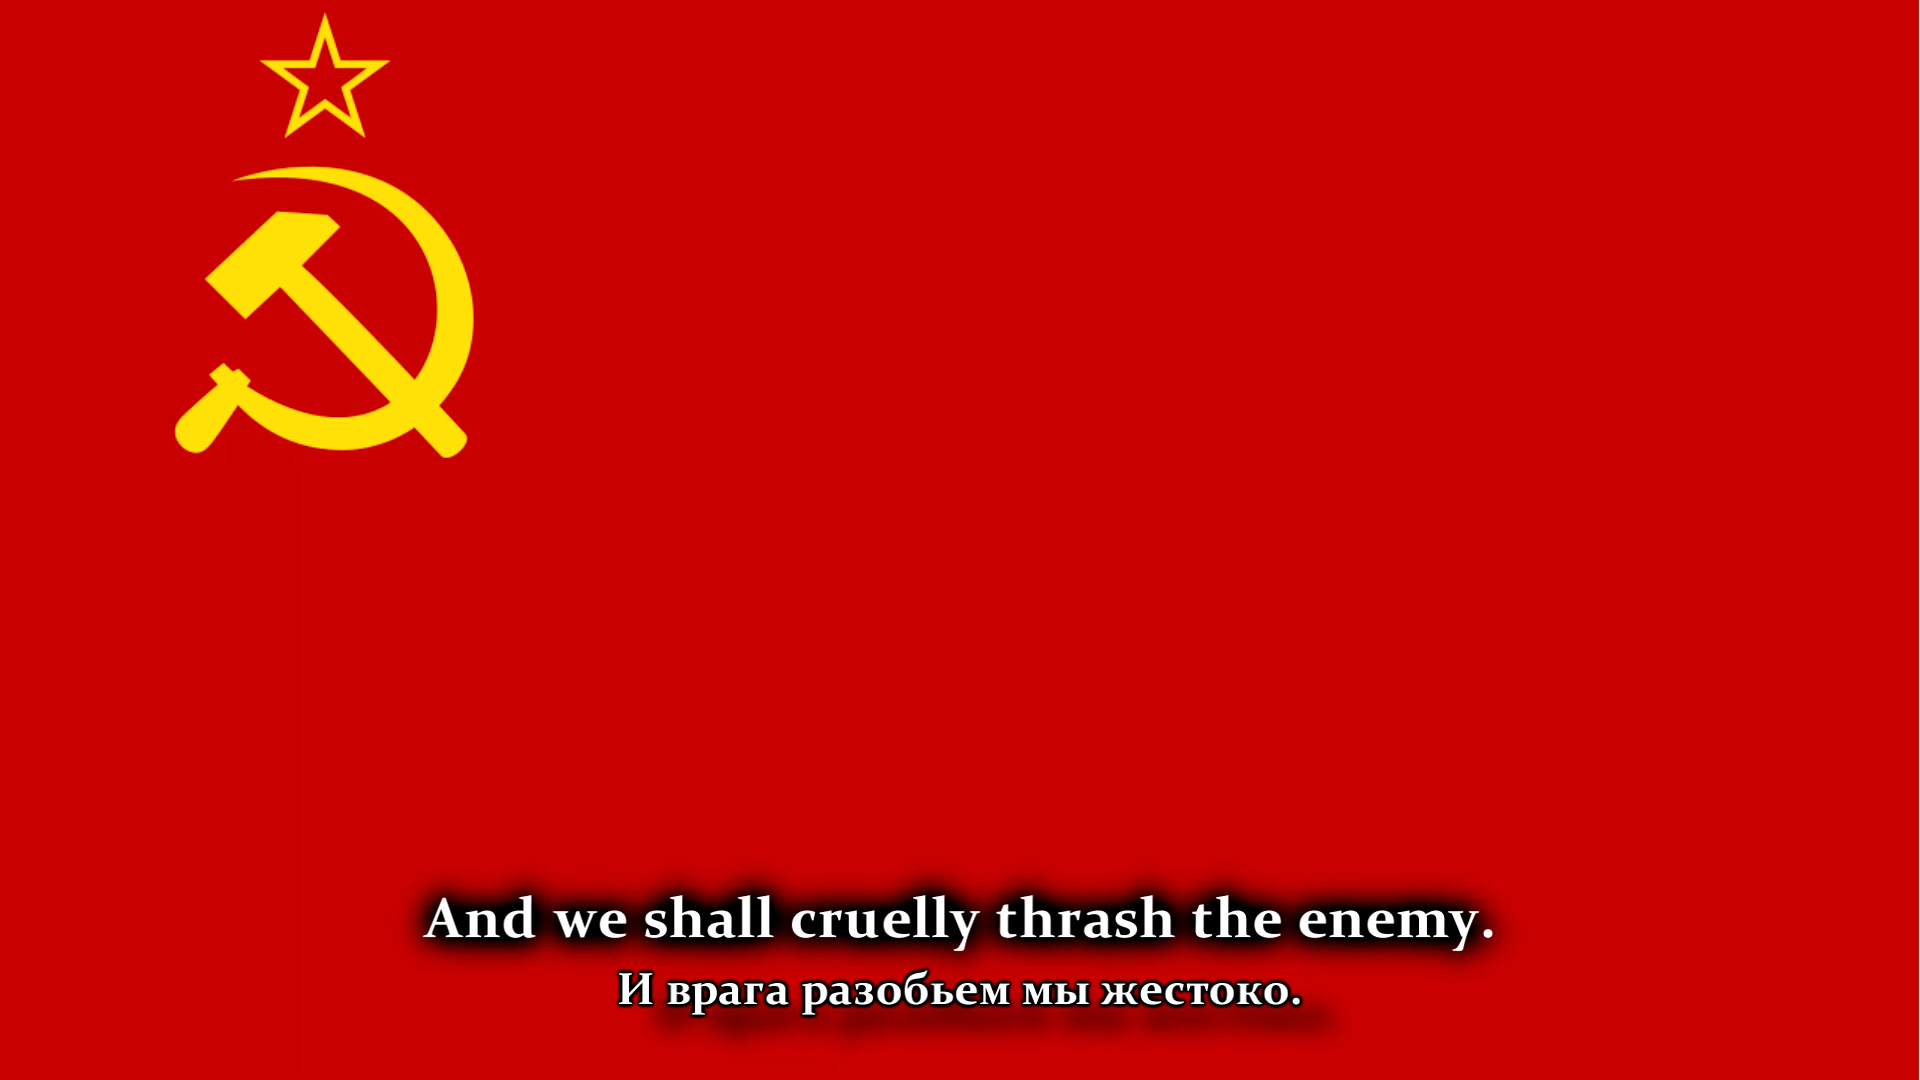 And we shall cruelly thrash the enemy.
И врага разобьем мы жестоко.